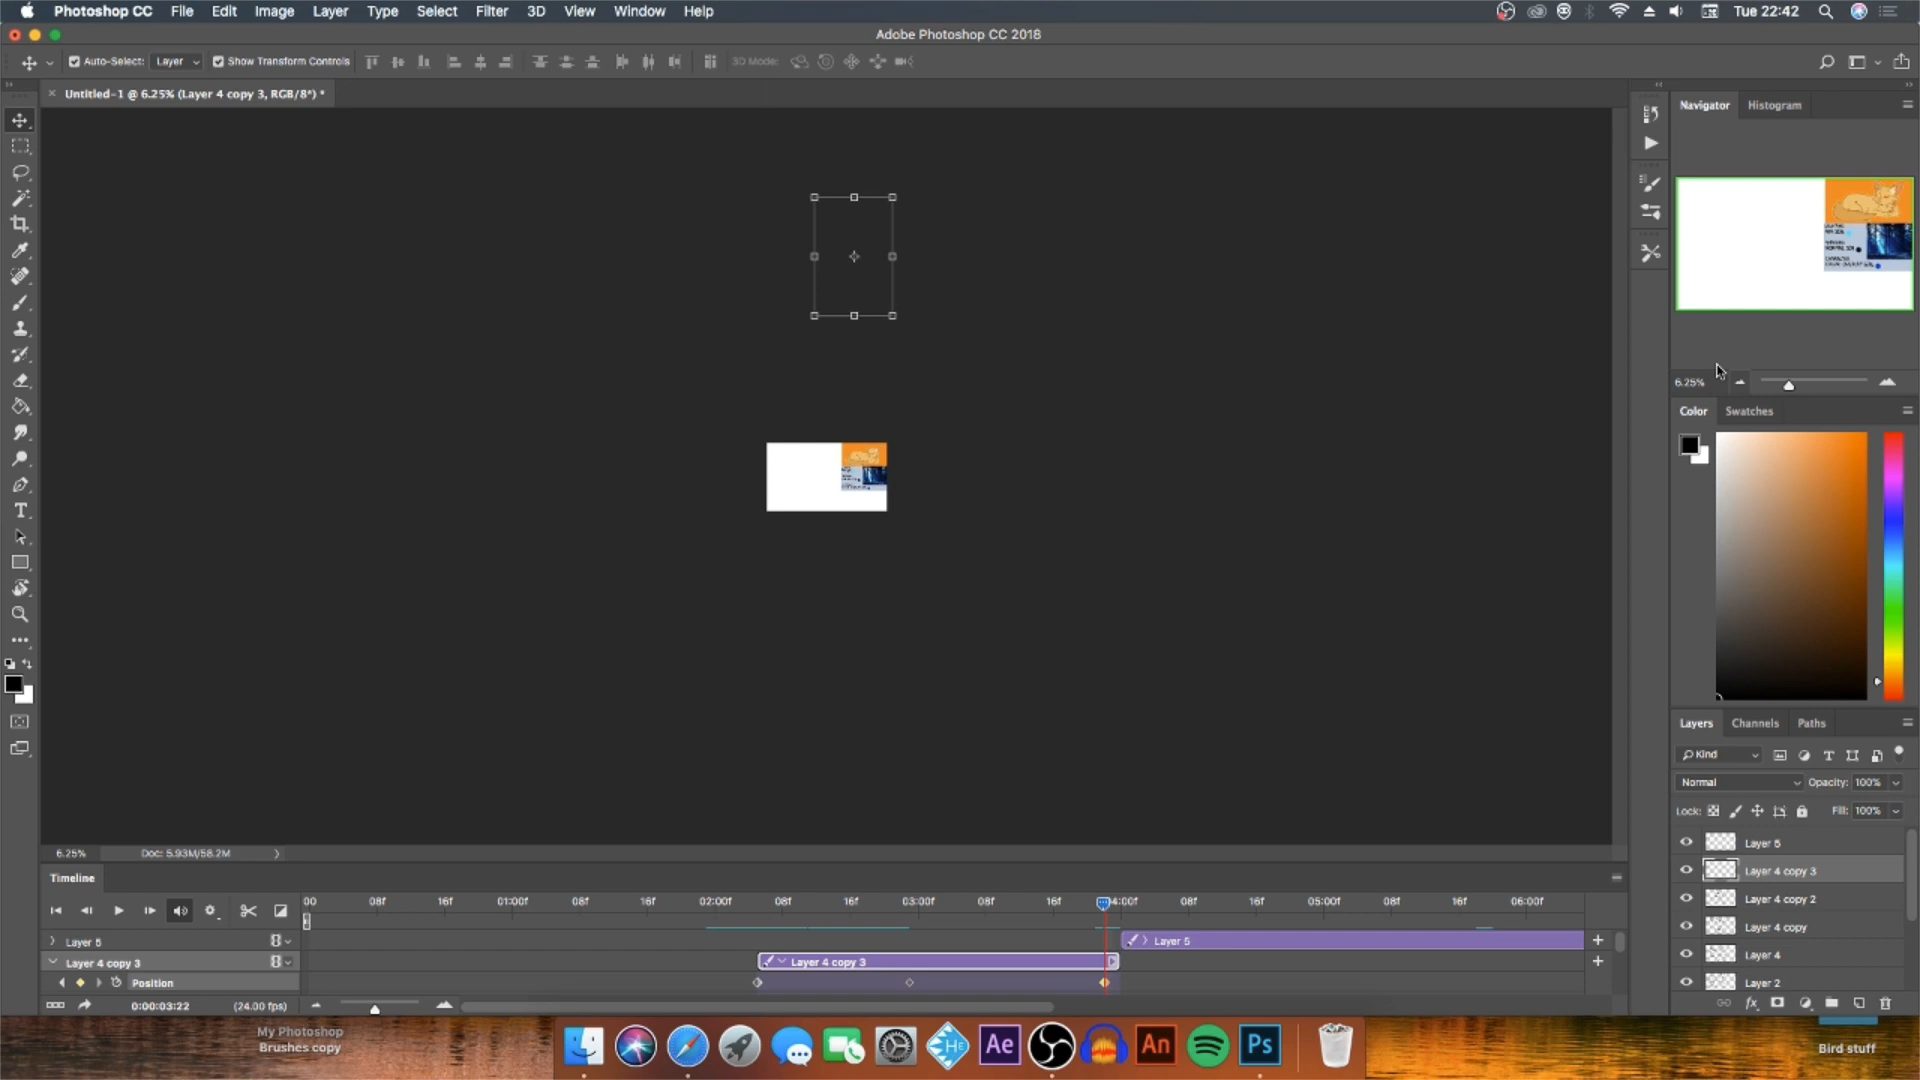 Photoshop CC File Edit Image Layer Type Select Filter 3D View Window Help Tue 22:42
Adobe Photoshop CC 2018
Auto-Select: Layer Show Transform Controls 3D Mode:
Untitled-1 @ 6.25% (Layer 4 copy 3, RGB/8*) *
Navigator Histogram
6.25%
Color Swatches
Layers Channels Paths
Kind
Normal Opacity: 100%
Lock: Fill: 100%
Layer 5
Layer 4 copy 3
Layer 4 copy 2
Layer 4 copy
Layer 4
Layer 2
6.25% Doc: 5.93M/58.2M
Timeline
00 08f 16f 01:00f 08f 16f 02:00f 08f 16f 03:00f 08f 16f 04:00f 08f 16f 05:00f 08f 16f 06:00f
Layer 5 Layer 5
Layer 4 copy 3 Layer 4 copy 3
Position
0:00:03:22 (24.00 fps)
My Photoshop
Brushes copy
Ae An Ps
Bird stuff